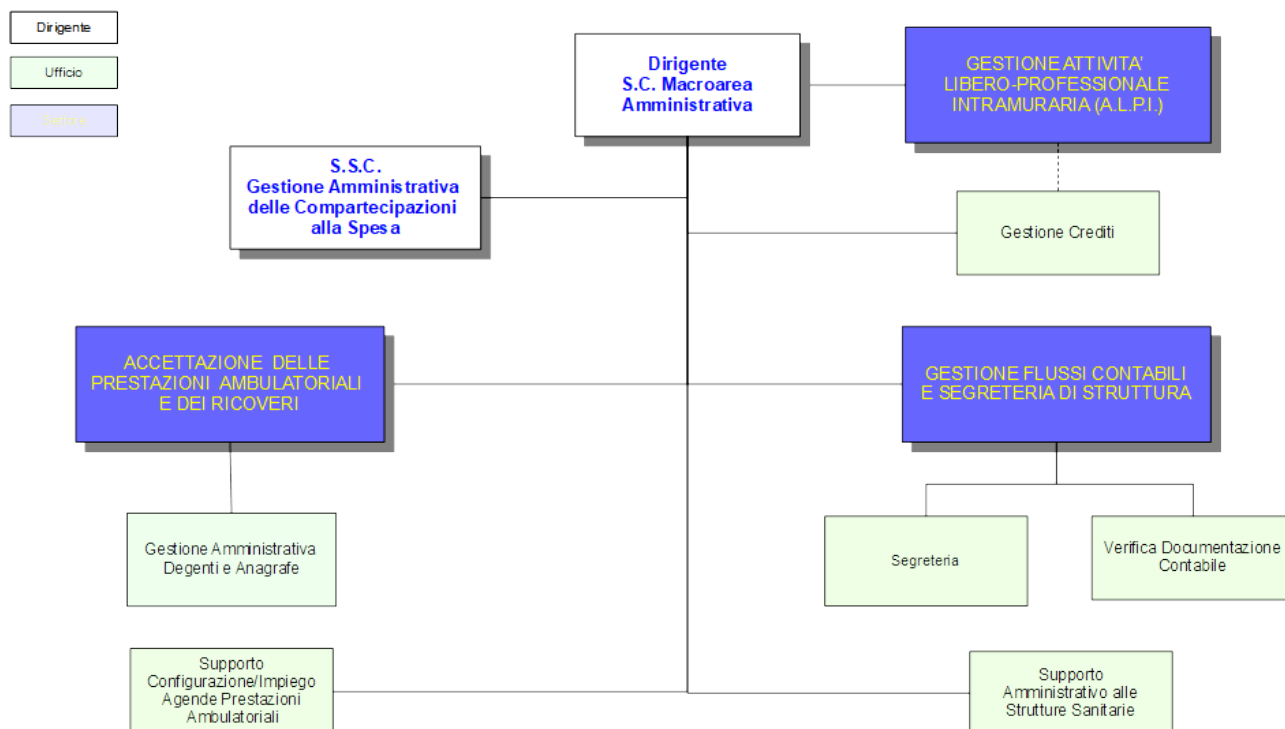 Dirigente
Ufficio
Dirigente
S.C. Macroarea
Amministrativa
GESTIONE ATTIVITA'
LIBERO-PROFESSIONALE
INTRAMURARIA (A.L.P.I.)
S.S.C.
Gestione Amministrativa
delle Compartecipazioni
alla Spesa
Gestione Crediti
ACCETTAZIONE DELLE
PRESTAZIONI AMBULATORIALI
E DEI RICOVERI
GESTIONE FLUSSI CONTABILI
E SEGRETERIA DI STRUTTURA
Gestione Amministrativa
Degenti e Anagrafe
Segreteria
Verifica Documentazione
Contabile
Supporto
Configurazione/Impiego
Agende Prestazioni
Ambulatoriali
Supporto
Amministrativo alle
Strutture Sanitarie